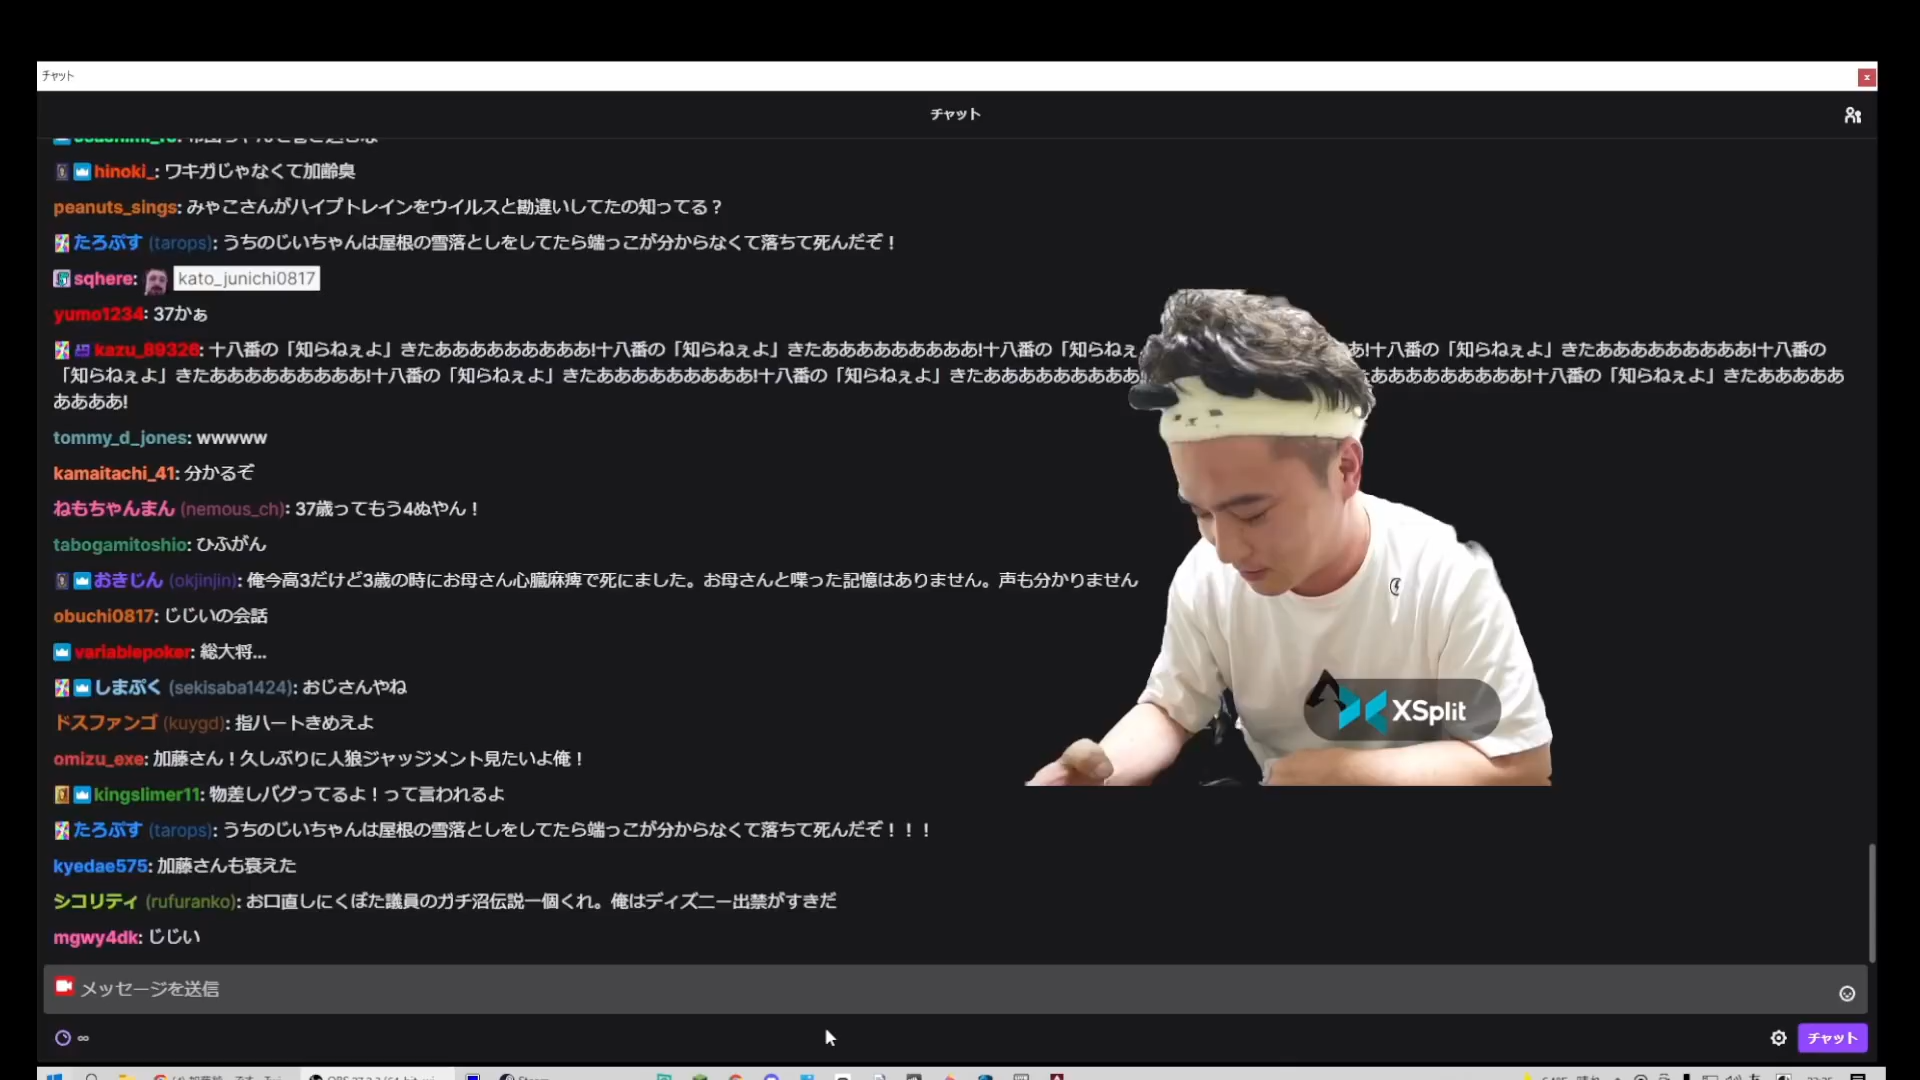 チャット
チャット
hinoki_: ワキガじゃなくて加齢臭
peanuts_sings: みゃこさんがハイプトレインをウイルスと勘違いしてたの知ってる？
たろぷす (tarops): うちのじいちゃんは屋根の雪落としをしてたら端っこが分からなくて落ちて死んだぞ！
sqhere: kato_junichi0817
yumo1234: 37かぁ
kazu_89326: 十八番の「知らねぇよ」きたあああああああああ!十八番の「知らねぇよ」きたあああああああああ!十八番の「知らねぇ あ!十八番の「知らねぇよ」きたあああああああああ!十八番の
「知らねぇよ」きたあああああああああ!十八番の「知らねぇよ」きたあああああああああ!十八番の「知らねぇよ」きたあああああああああ あああああああああ!十八番の「知らねぇよ」きたあああああ
ああああ!
tommy_d_jones: wwwww
kamaitachi_41: 分かるぞ
ねもちゃんまん (nemous_ch): 37歳ってもう4ぬやん！
tabogamitoshio: ひふがん
おきじん (okjinjin): 俺今高3だけど3歳の時にお母さん心臓麻痺で死にました。お母さんと喋った記憶はありません。声も分かりません
obuchi0817: じじいの会話
variablepoker: 総大将...
しまぷく (sekisaba1424): おじさんやね
ドスファンゴ (kuygd): 指ハートきめえよ
XSplit
omizu_exe: 加藤さん！久しぶりに人狼ジャッジメント見たいよ俺！
kingslimer11: 物差しバグってるよ！って言われるよ
たろぷす (tarops): うちのじいちゃんは屋根の雪落としをしてたら端っこが分からなくて落ちて死んだぞ！！！
kyedae575: 加藤さんも衰えた
シコリティ (rufuranko): お口直しにくぼた議員のガチ沼伝説一個くれ。俺はディズニー出禁がすきだ
mgwy4dk: じじい
メッセージを送信
∞
チャット